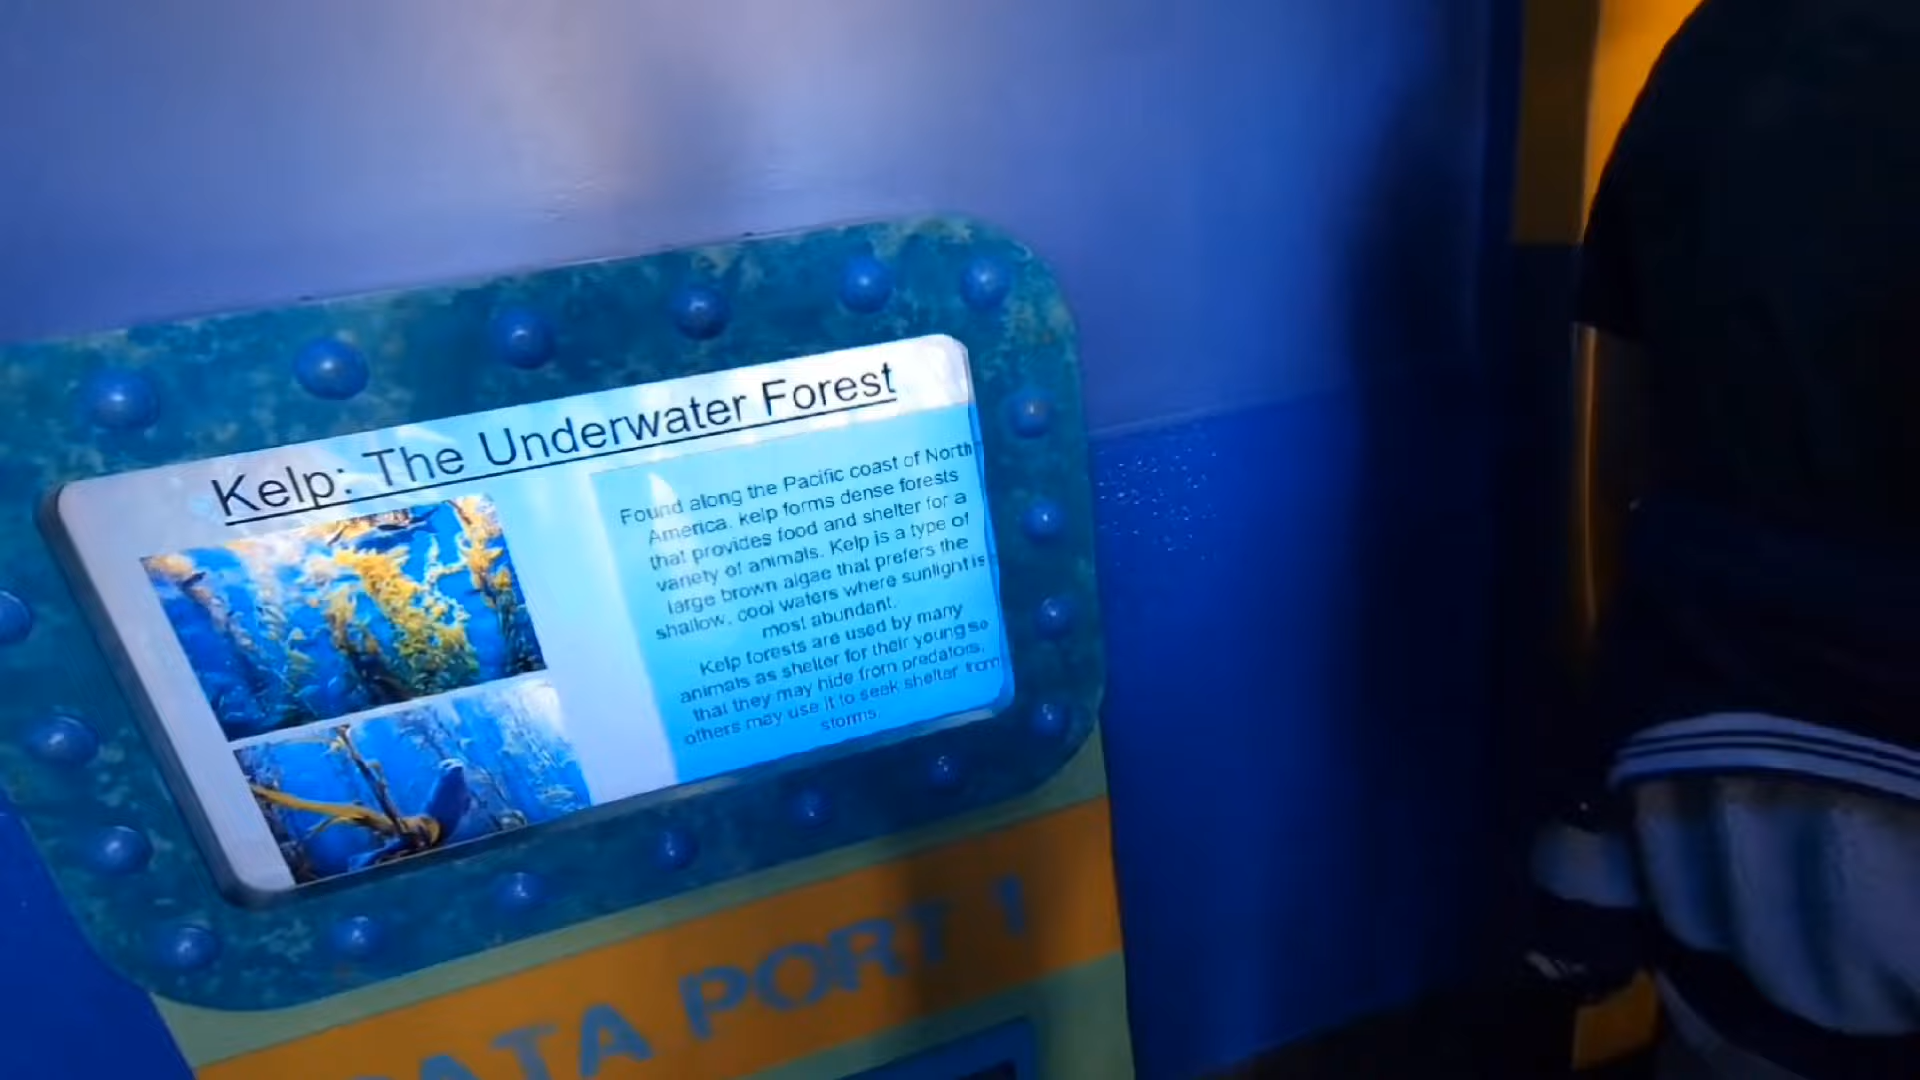 Kelp: The Underwater Forest
Found along the Pacific coast of North
America, kelp forms dense forests
that provides food and shelter for a
variety of animals. Kelp is a type of
large brown algae that prefers the
shallow, cool waters where sunlight is
most abundant.
Kelp forests are used by many
animals as shelter for their young so
that they may hide from predators,
others may use it to seek shelter from
storms.
DATA PORT 1